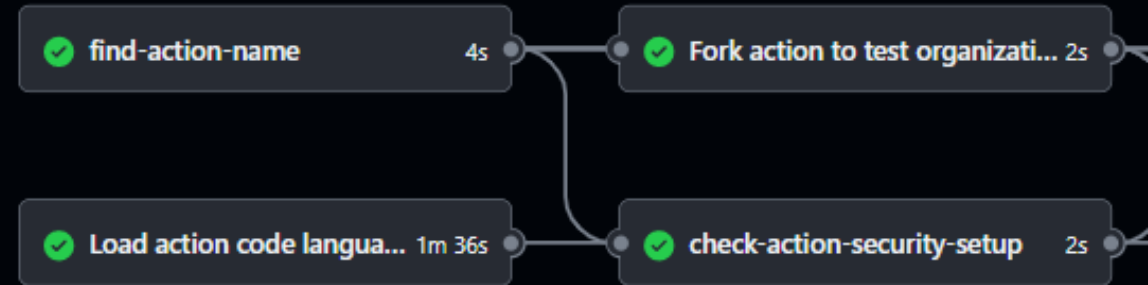 find-action-name 4s
Fork action to test organizati... 2s
Load action code langua... 1m 36s
check-action-security-setup 2s